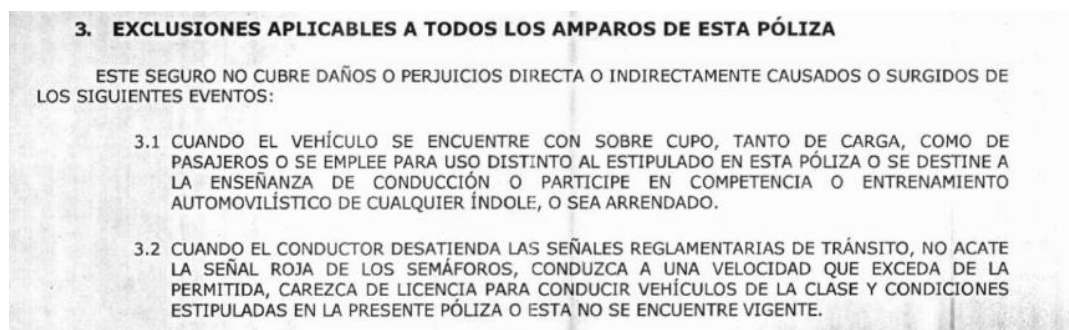 3. EXCLUSIONES APLICABLES A TODOS LOS AMPAROS DE ESTA PÓLIZA
ESTE SEGURO NO CUBRE DAÑOS O PERJUICIOS DIRECTA O INDIRECTAMENTE CAUSADOS O SURGIDOS DE
LOS SIGUIENTES EVENTOS:
3.1 CUANDO EL VEHÍCULO SE ENCUENTRE CON SOBRE CUPO, TANTO DE CARGA, COMO DE
PASAJEROS O SE EMPLEE PARA USO DISTINTO AL ESTIPULADO EN ESTA PÓLIZA O SE DESTINE A
LA ENSEÑANZA DE CONDUCCIÓN O PARTICIPE EN COMPETENCIA O ENTRENAMIENTO
AUTOMOVILÍSTICO DE CUALQUIER ÍNDOLE, O SEA ARRENDADO.
3.2 CUANDO EL CONDUCTOR DESATIENDA LAS SEÑALES REGLAMENTARIAS DE TRÁNSITO, NO ACATE
LA SEÑAL ROJA DE LOS SEMÁFOROS, CONDUZCA A UNA VELOCIDAD QUE EXCEDA DE LA
PERMITIDA, CAREZCA DE LICENCIA PARA CONDUCIR VEHÍCULOS DE LA CLASE Y CONDICIONES
ESTIPULADAS EN LA PRESENTE PÓLIZA O ESTA NO SE ENCUENTRE VIGENTE.